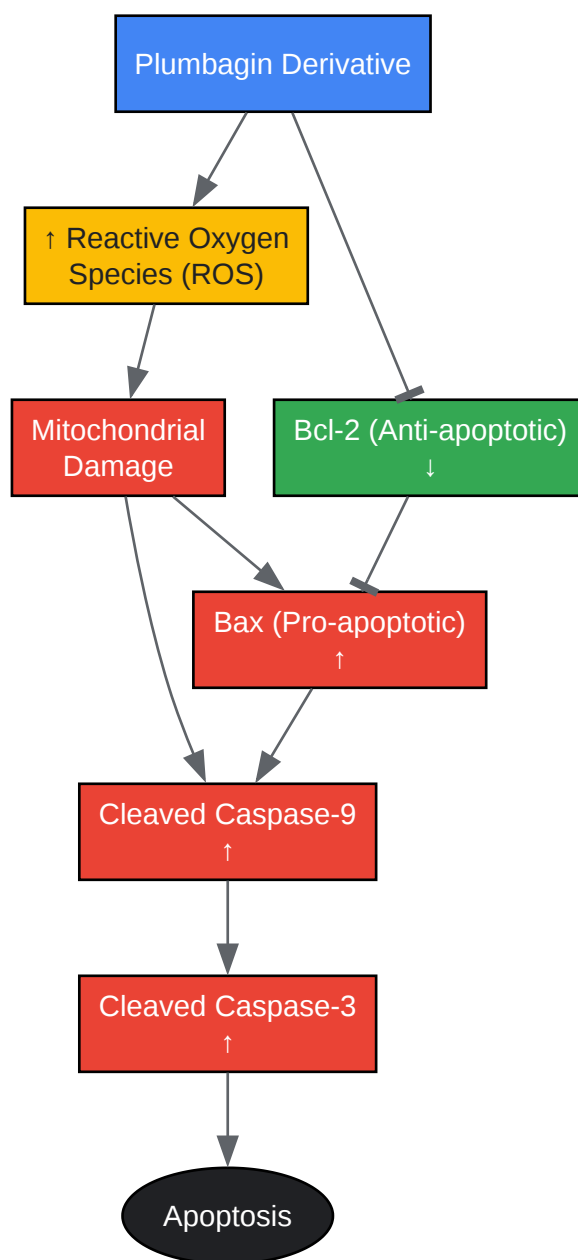 Plumbagin Derivative
↑ Reactive Oxygen
Species (ROS)
Mitochondrial
Damage
Bcl-2 (Anti-apoptotic)
↓
Bax (Pro-apoptotic)
↑
Cleaved Caspase-9
↑
Cleaved Caspase-3
↑
Apoptosis